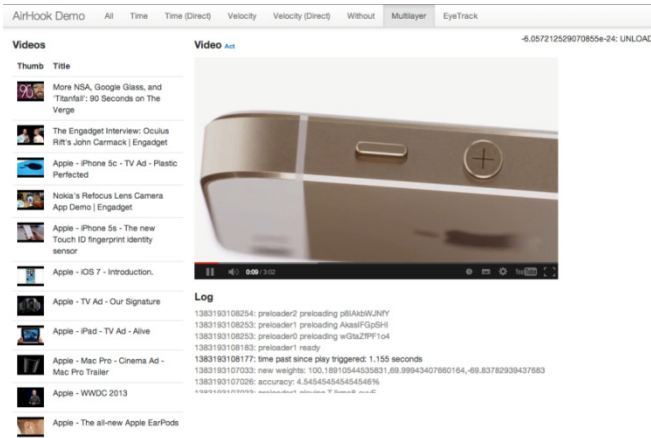 AirHook Demo All Time Time (Direct) Velocity Velocity (Direct) Without Multilayer EyeTrack
-6.057212529070855e-24: UNLOAD
Videos
Thumb Title
More NSA, Google Glass, and
'Titanfall': 90 Seconds on The
Verge
The Engadget Interview: Oculus
Rift's John Carmack | Engadget
Apple - iPhone 5c - TV Ad - Plastic
Perfected
Nokia's Refocus Lens Camera
App Demo | Engadget
Apple - iPhone 5s - The new
Touch ID fingerprint identity
sensor
Apple - iOS 7 - Introduction.
Apple - TV Ad - Our Signature
Apple - iPad - TV Ad - Alive
Apple - Mac Pro - Cinema Ad -
Mac Pro Trailer
Apple - WWDC 2013
Apple - The all-new Apple EarPods
Video Act
0:09 / 3:02
YouTube
Log
1383193108254: preloader2 preloading p8IAkbWJNfY
1383193108253: preloader1 preloading AkasIFGpSHI
1383193108253: preloader0 preloading wGtaZfPF1o4
1383193108183: preloader1 ready
1383193108177: time past since play triggered: 1.155 seconds
1383193107033: new weights: 100.18910544535831,69.99943407660164,-69.83782939437683
1383193107026: accuracy: 4.545454545454546%